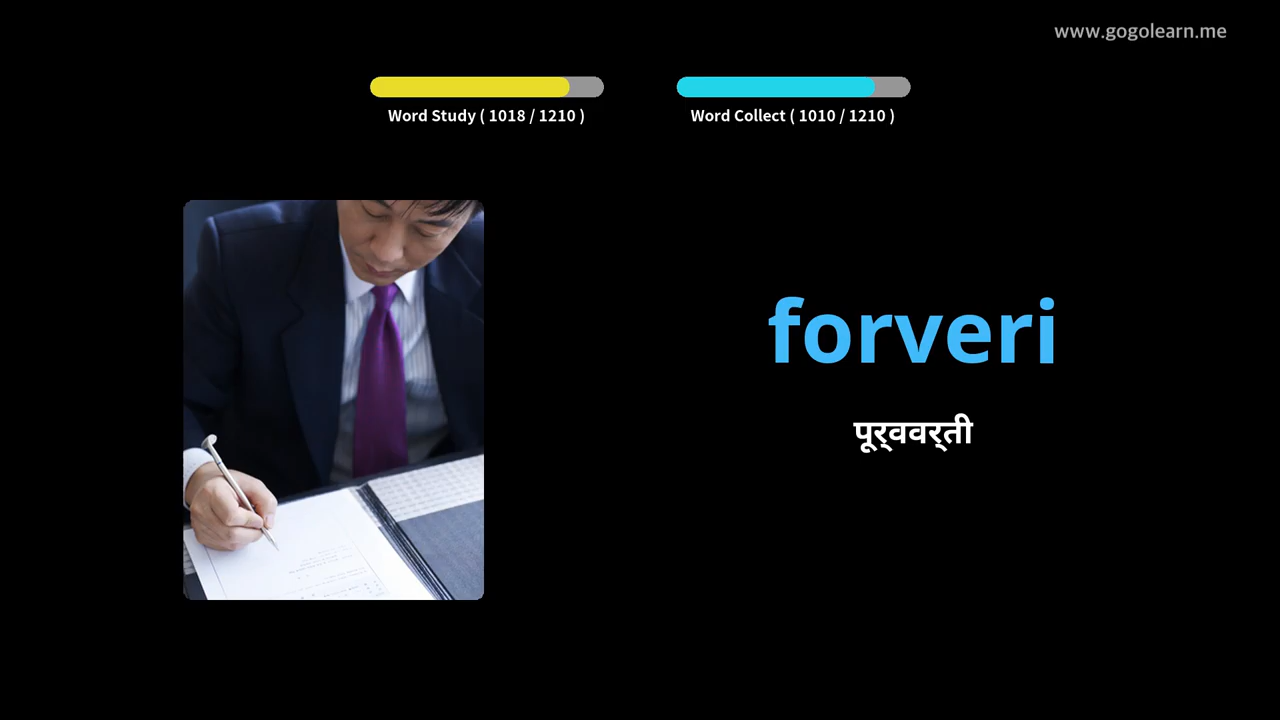 www.gogolearn.me
Word Study ( 1018 / 1210 )
Word Collect ( 1010 / 1210 )
forveri
पूर्ववर्ती